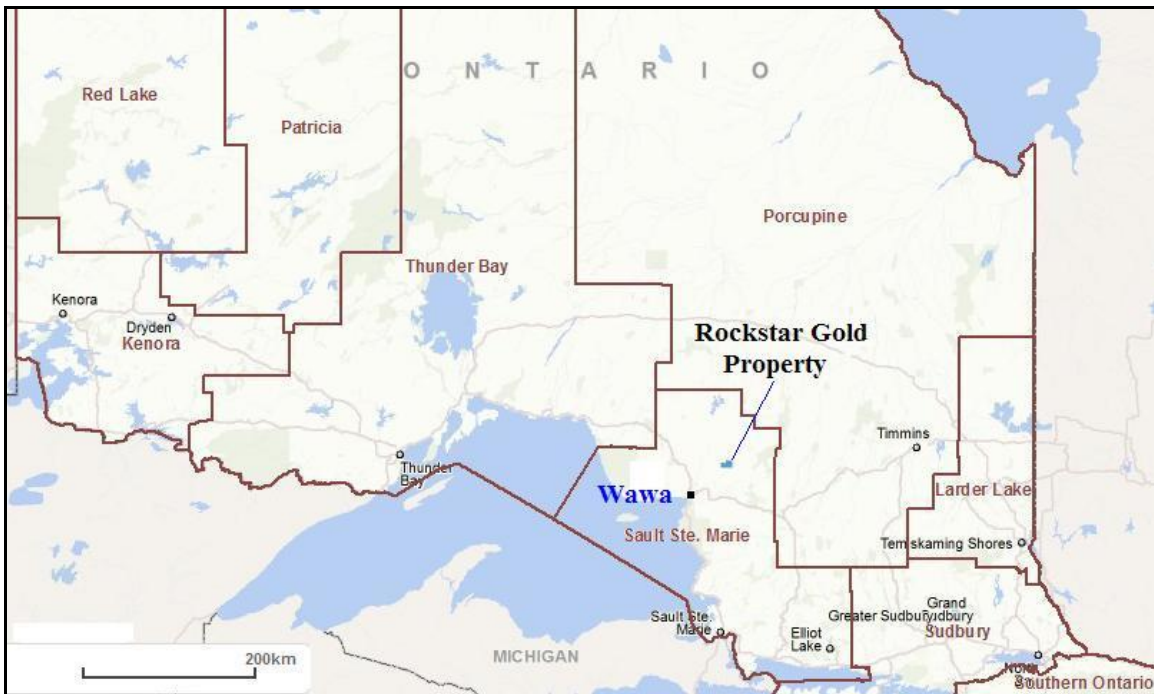 O N T A R I O
Red Lake
Patricia
Porcupine
Thunder Bay
Kenora
Dryden
Kenora
Rockstar Gold
Property
Timmins
Thunder
Bay
Wawa
Larder Lake
Sault Ste. Marie
Temiskaming Shores
Sault Ste.
Marie
Elliot
Lake
Greater Sudbury
Grand
Sudbury
MICHIGAN
200km
Southern Ontario